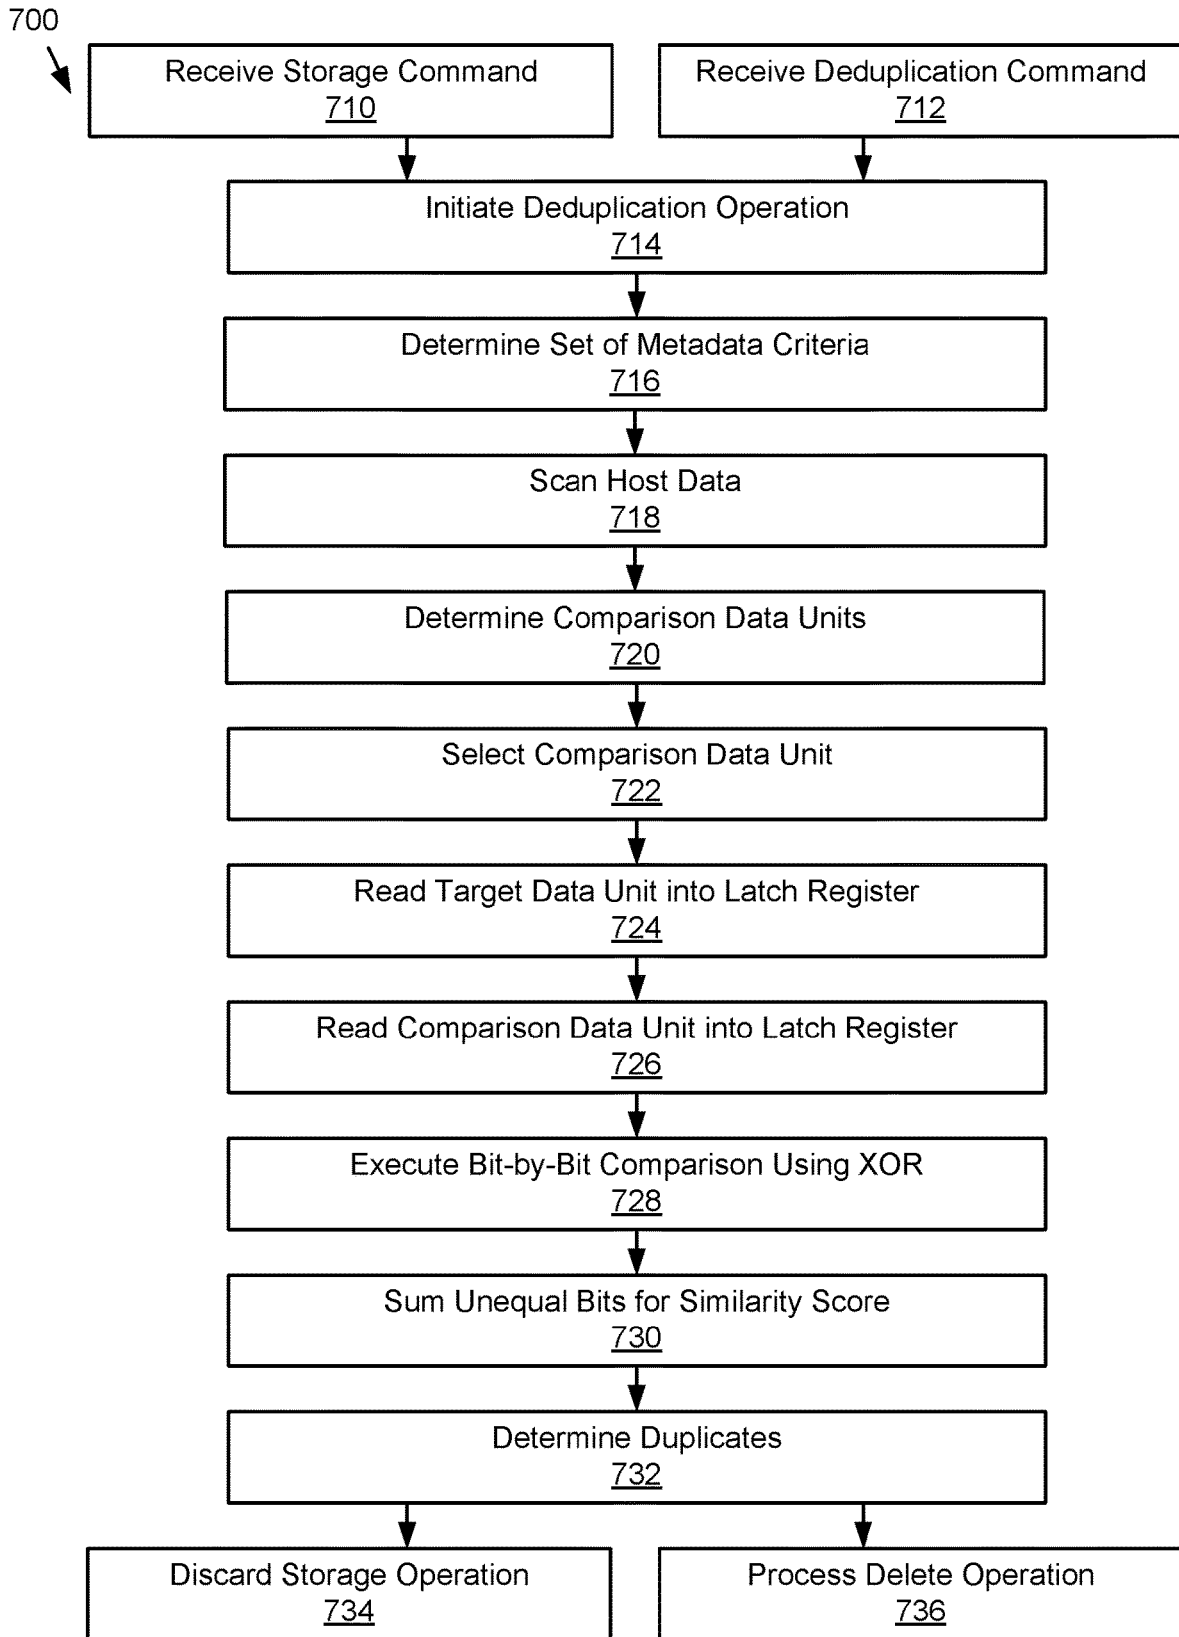 700
Receive Storage Command
710
Receive Deduplication Command
712
Initiate Deduplication Operation
714
Determine Set of Metadata Criteria
716
Scan Host Data
718
Determine Comparison Data Units
720
Select Comparison Data Unit
722
Read Target Data Unit into Latch Register
724
Read Comparison Data Unit into Latch Register
726
Execute Bit-by-Bit Comparison Using XOR
728
Sum Unequal Bits for Similarity Score
730
Determine Duplicates
732
Discard Storage Operation
734
Process Delete Operation
736